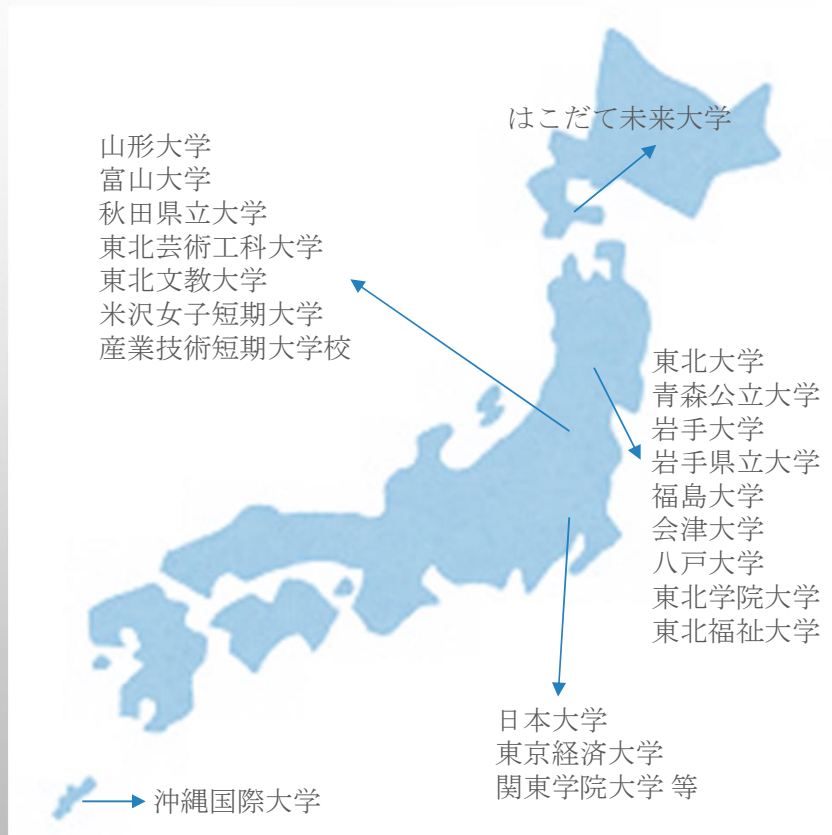 はこだて未来大学
山形大学
富山大学
秋田県立大学
東北芸術工科大学
東北文教大学
米沢女子短期大学
産業技術短期大学校
東北大学
青森公立大学
岩手大学
岩手県立大学
福島大学
会津大学
八戸大学
東北学院大学
東北福祉大学
日本大学
東京経済大学
関東学院大学 等
沖縄国際大学